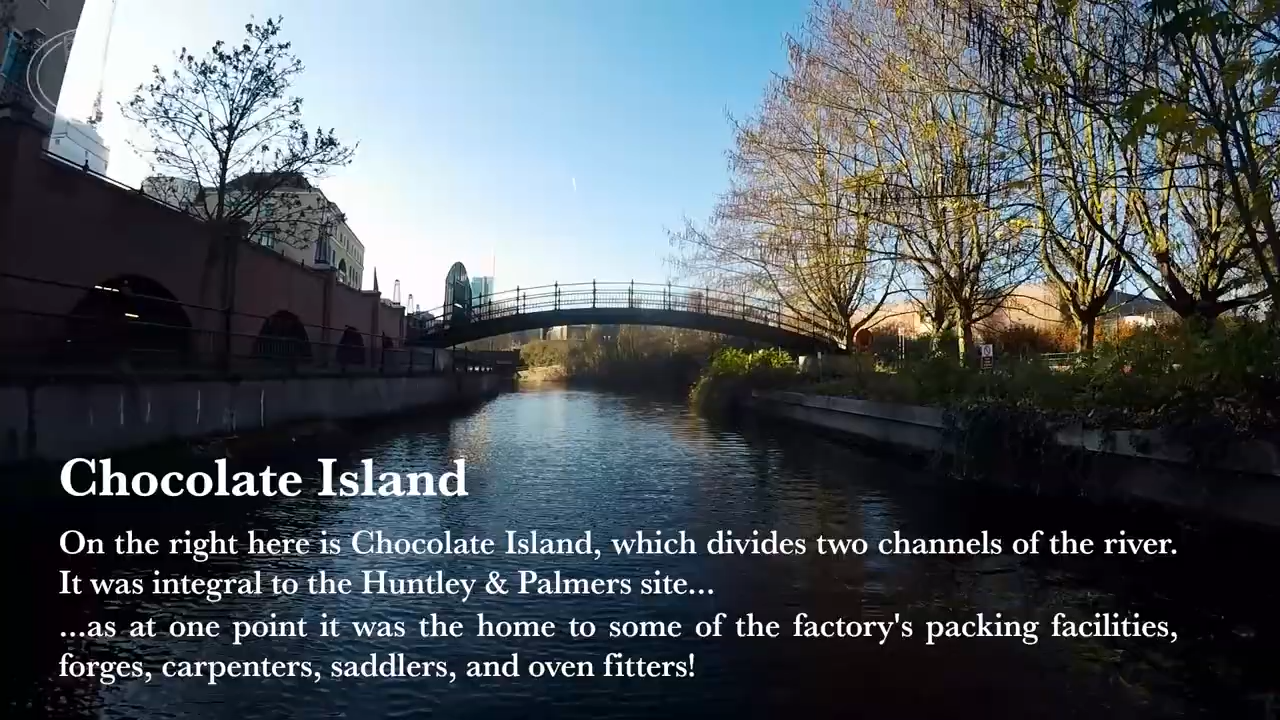 Chocolate Island
On the right here is Chocolate Island, which divides two channels of the river.
It was integral to the Huntley & Palmers site...
...as at one point it was the home to some of the factory's packing facilities,
forges, carpenters, saddlers, and oven fitters!